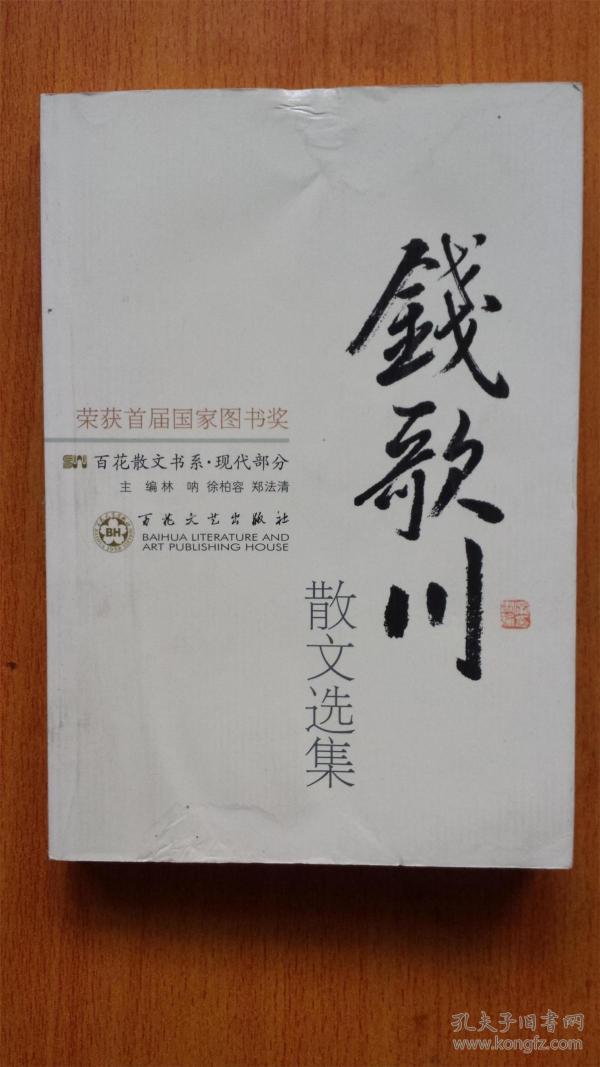 錢歌川
散文选集
荣获首届国家图书奖
百花散文书系·现代部分
主 编 林 呐 徐柏容 郑法清
百花文艺出版社
BAIHUA LITERATURE AND
ART PUBLISHING HOUSE
BH
孔夫子旧书网
www.kongfz.com